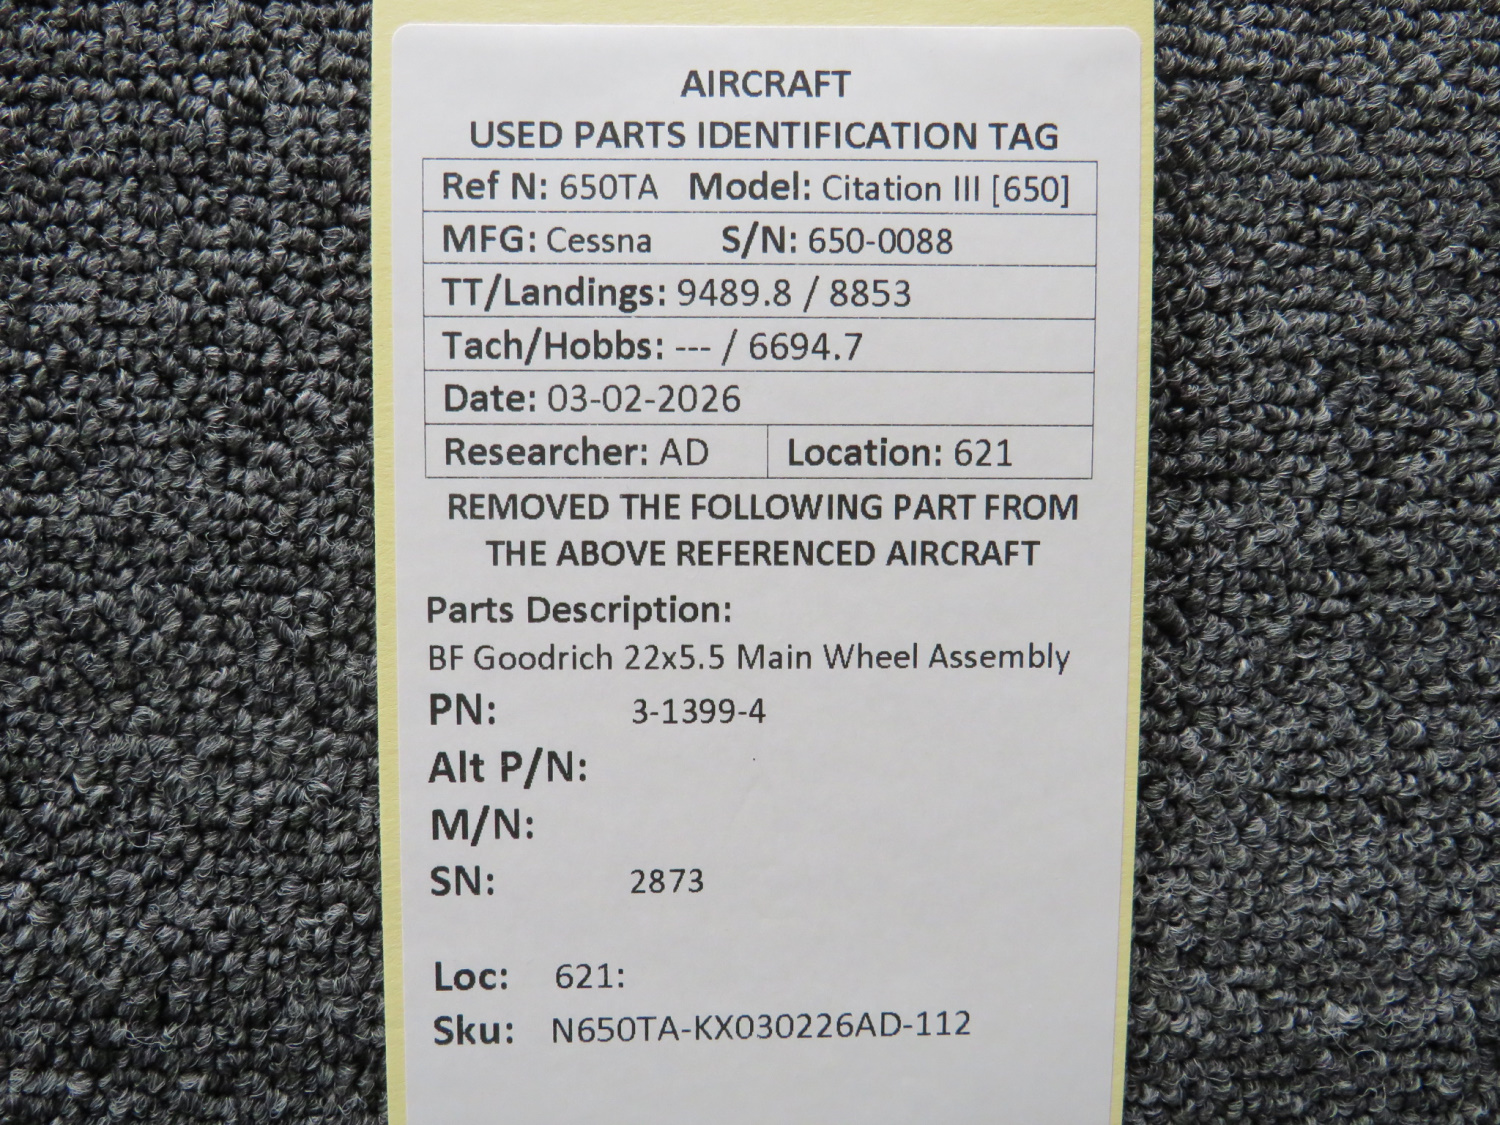 AIRCRAFT
USED PARTS IDENTIFICATION TAG
Ref N: 650TA Model: Citation III [650]
MFG: Cessna S/N: 650-0088
TT/Landings: 9489.8 / 8853
Tach/Hobbs: --- / 6694.7
Date: 03-02-2026
Researcher: AD Location: 621
REMOVED THE FOLLOWING PART FROM
THE ABOVE REFERENCED AIRCRAFT
Parts Description:
BF Goodrich 22x5.5 Main Wheel Assembly
PN: 3-1399-4
Alt P/N:
M/N:
SN: 2873
Loc: 621:
Sku: N650TA-KX030226AD-112